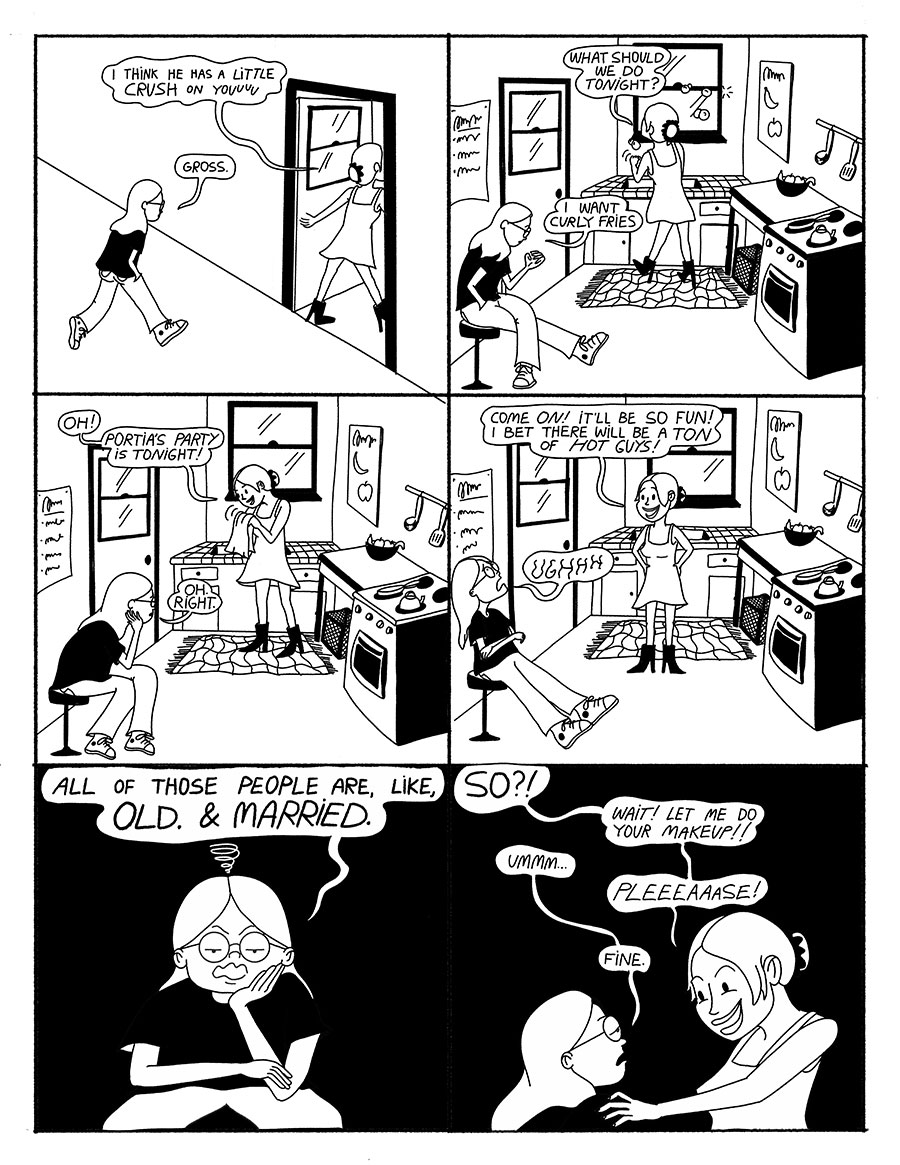 I THINK HE HAS A LITTLE
CRUSH ON YOUUUU
GROSS.
WHAT SHOULD
WE DO
TONIGHT?
I WANT
CURLY FRIES
OH!
PORTIA'S PARTY
IS TONIGHT!
OH.
RIGHT.
COME ON! IT'LL BE SO FUN!
I BET THERE WILL BE A TON
OF HOT GUYS!
UGHHH
ALL OF THOSE PEOPLE ARE, LIKE,
OLD. & MARRIED.
SO?!
WAIT! LET ME DO
YOUR MAKEUP!!
UMMM...
PLEEEAAASE!
FINE.